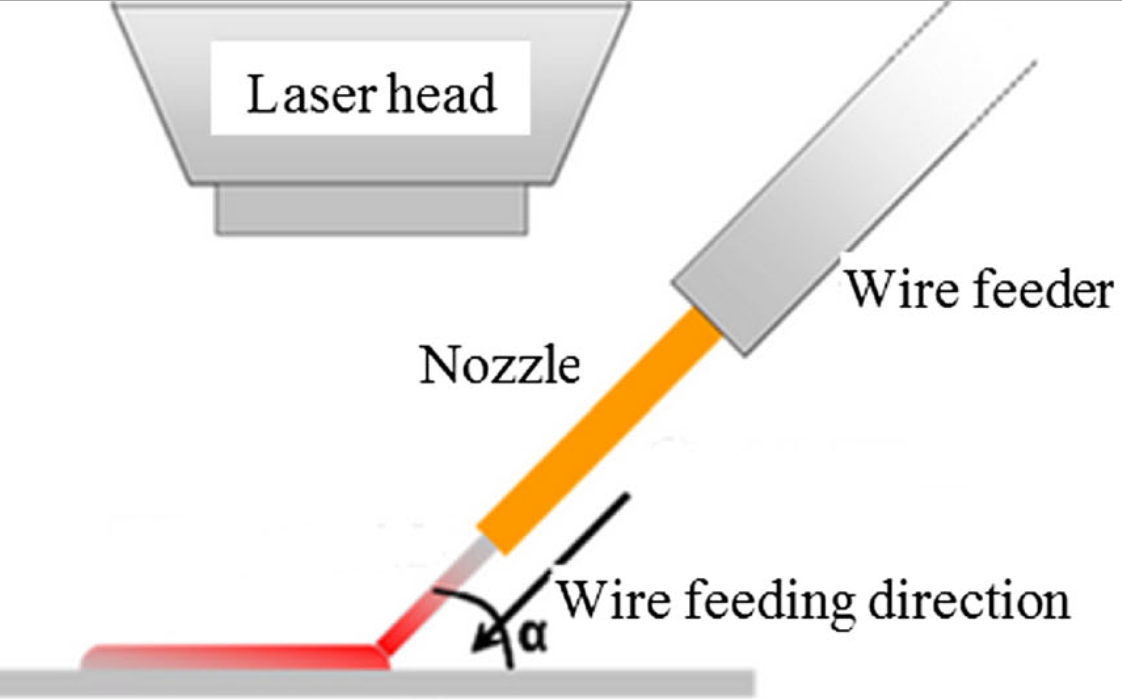 Laser head
Wire feeder
Nozzle
Wire feeding direction
α